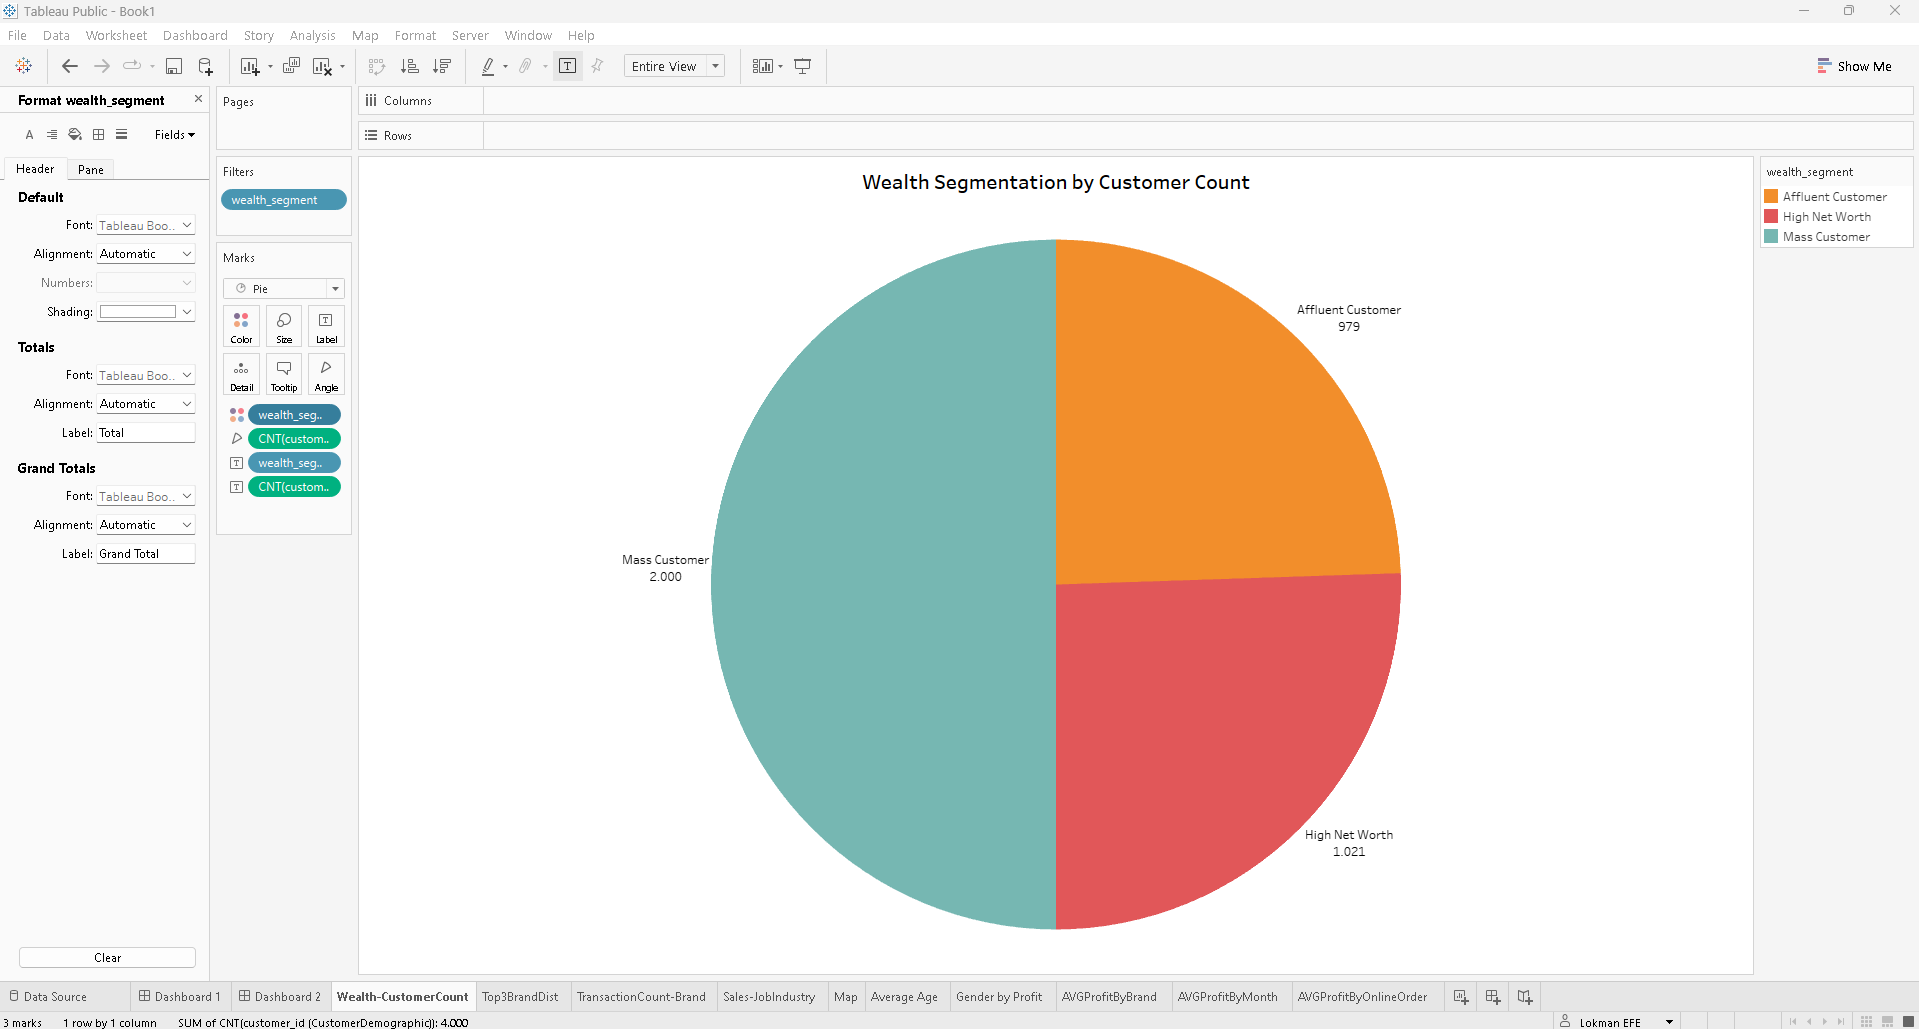 Tableau Public - Book1
File Data Worksheet Dashboard Story Analysis Map Format Server Window Help
Entire View
Show Me
Format wealth_segment
Fields
Header Pane
Default
Font: Tableau Boo..
Alignment: Automatic
Numbers:
Shading:
Totals
Font: Tableau Boo..
Alignment: Automatic
Label: Total
Grand Totals
Font: Tableau Boo..
Alignment: Automatic
Label: Grand Total
Clear
Pages
Filters
wealth_segment
Marks
Pie
Color Size Label
Detail Tooltip Angle
wealth_seg..
CNT(custom..
wealth_seg..
CNT(custom..
Columns
Rows
Wealth Segmentation by Customer Count
Affluent Customer
979
Mass Customer
2.000
High Net Worth
1.021
wealth_segment
Affluent Customer
High Net Worth
Mass Customer
Data Source Dashboard 1 Dashboard 2 Wealth-CustomerCount Top3BrandDist TransactionCount-Brand Sales-JobIndustry Map Average Age Gender by Profit AVGProfitByBrand AVGProfitByMonth AVGProfitByOnlineOrder
3 marks 1 row by 1 column SUM of CNT(customer_id (CustomerDemographic)): 4.000
Lokman EFE